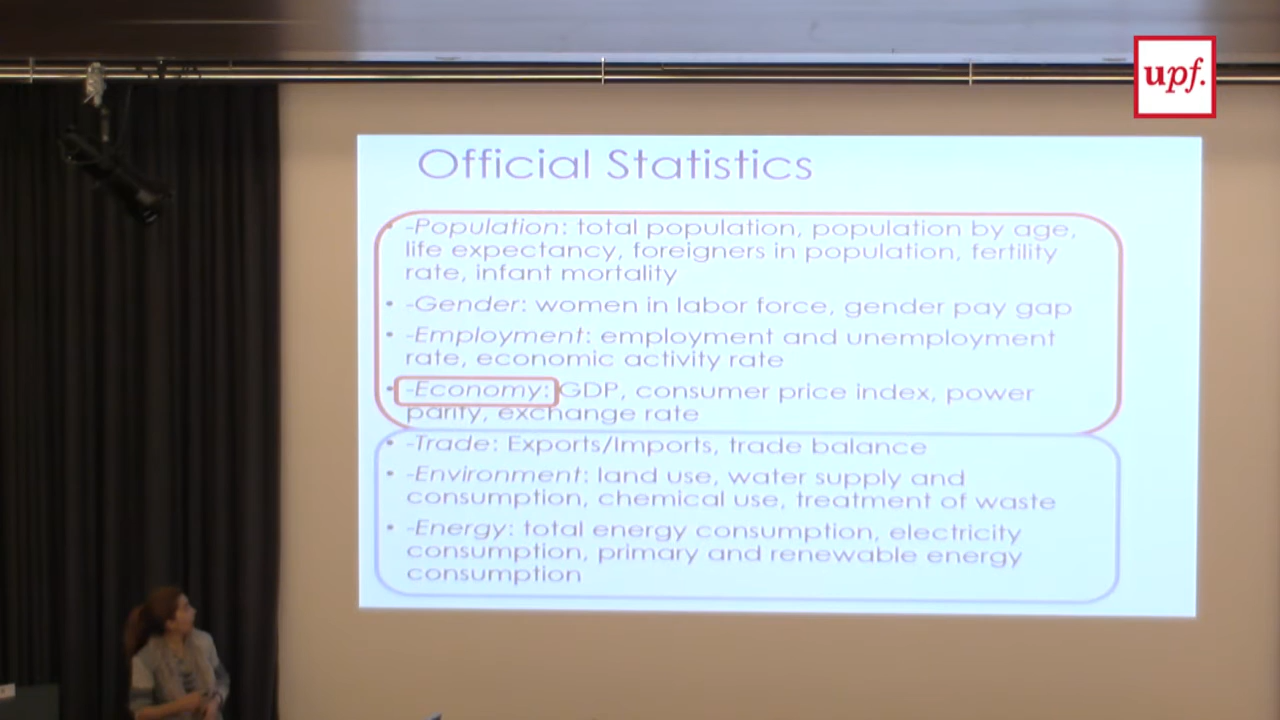 upf.
Official Statistics
• -Population: total population, population by age,
life expectancy, foreigners in population, fertility
rate, infant mortality
• -Gender: women in labor force, gender pay gap
• -Employment: employment and unemployment
rate, economic activity rate
• -Economy: GDP, consumer price index, power
parity, exchange rate
• -Trade: Exports/Imports, trade balance
• -Environment: land use, water supply and
consumption, chemical use, treatment of waste
• -Energy: total energy consumption, electricity
consumption, primary and renewable energy
consumption